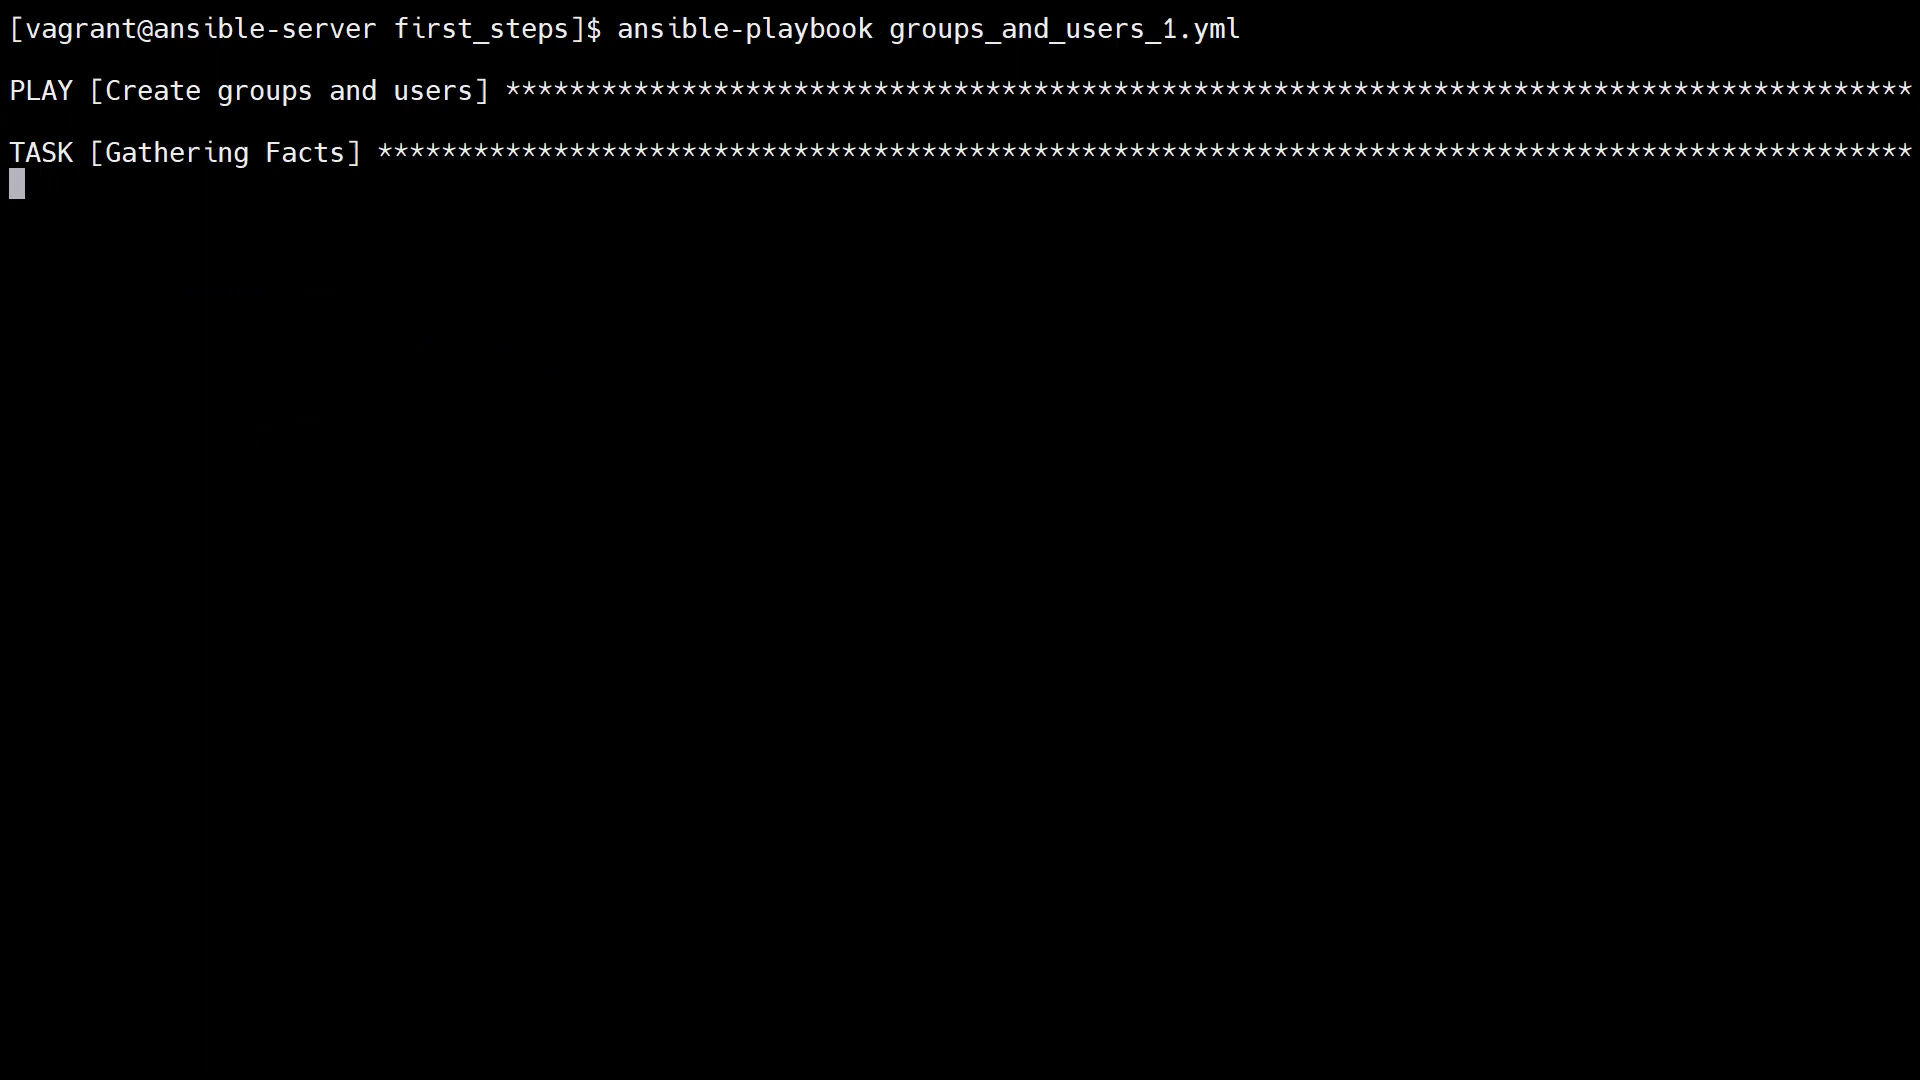 [vagrant@ansible-server first_steps]$ ansible-playbook groups_and_users_1.yml
PLAY [Create groups and users] ****************************************************************************************
TASK [Gathering Facts] ************************************************************************************************